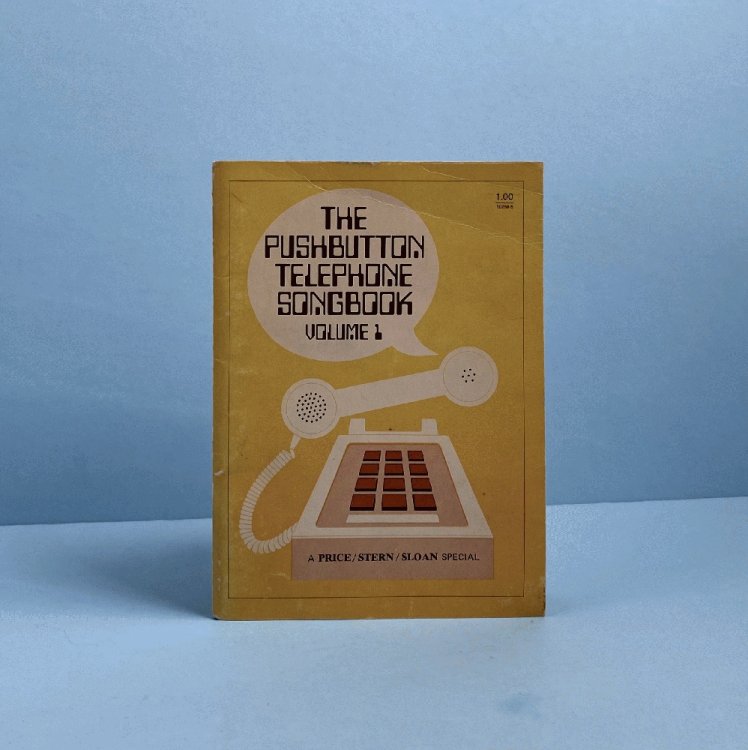 1.00
THE
PUSHBUTTON
TELEPHONE
SONGBOOK
VOLUME 1
A PRICE/STERN/SLOAN SPECIAL